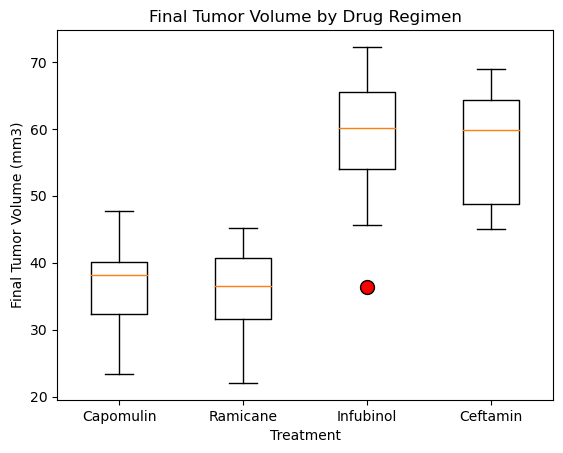 Final Tumor Volume by Drug Regimen
Final Tumor Volume (mm3)
70
60
50
40
30
20
Capomulin Ramicane Infubinol Ceftamin
Treatment